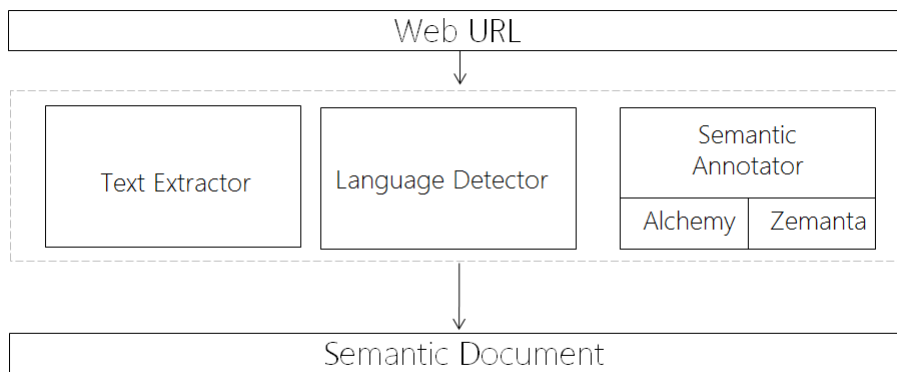 Web URL
Text Extractor
Language Detector
Semantic
Annotator
Alchemy
Zemanta
Semantic Document